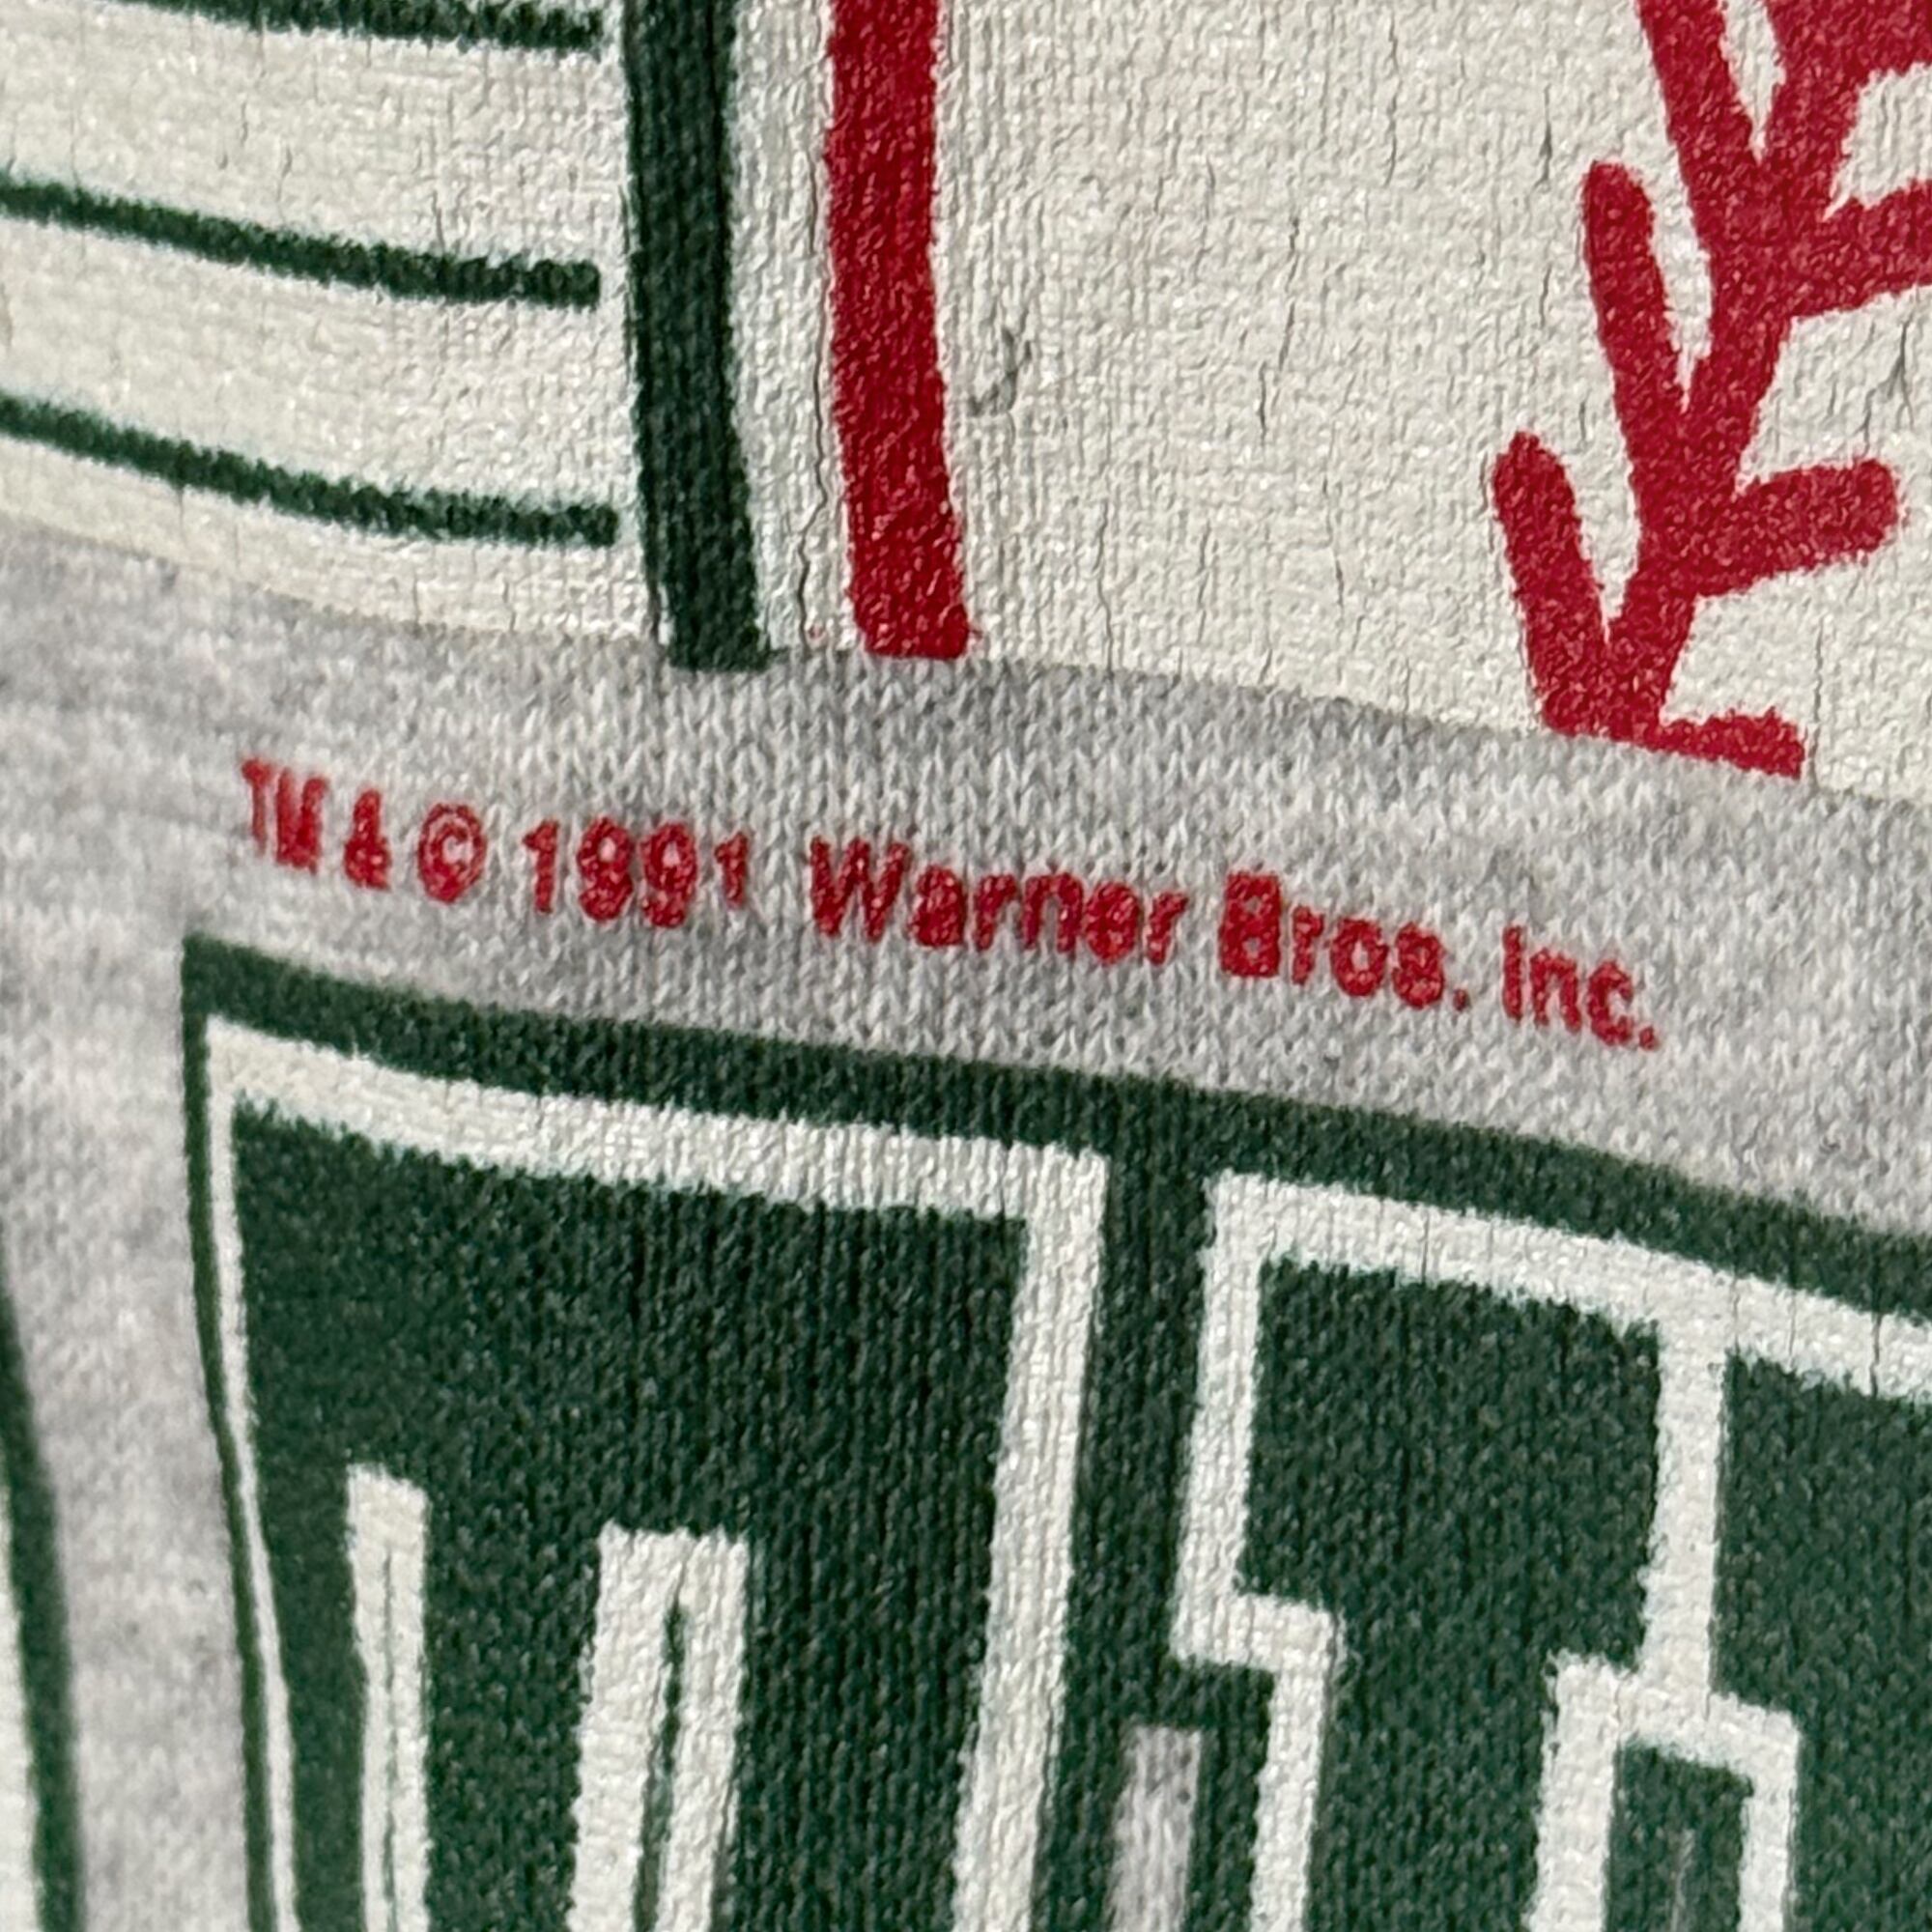 TM & © 1991 Warner Bros. Inc.